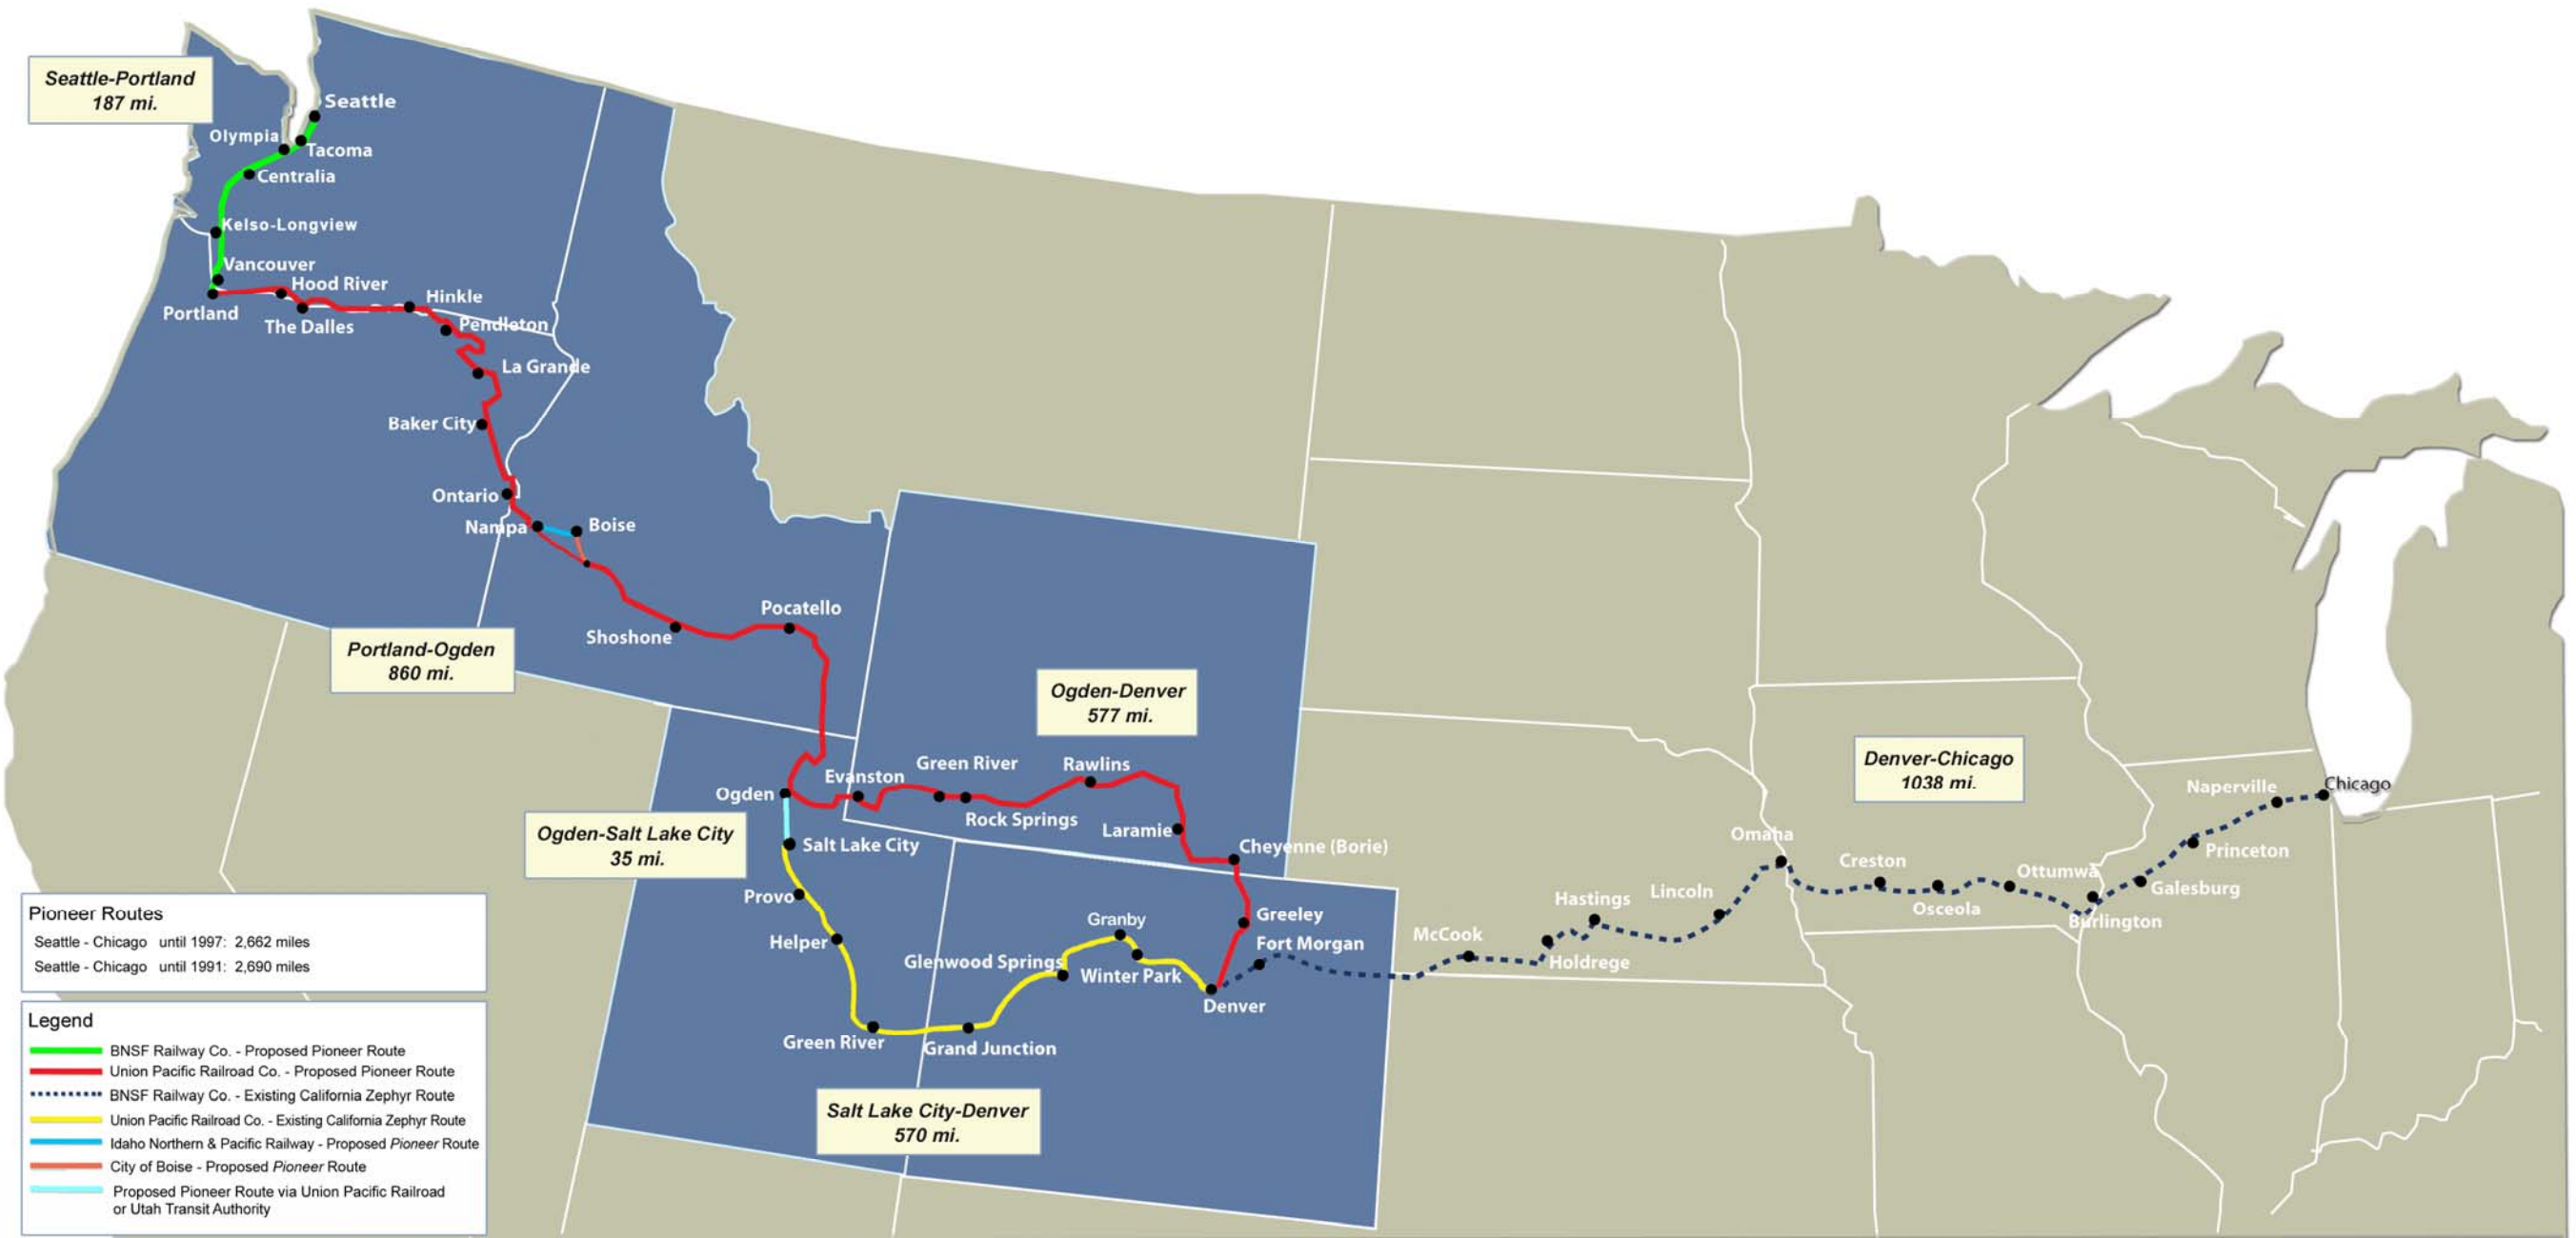 Seattle-Portland
187 mi.
Seattle
Olympia
Tacoma
Centralia
Kelso-Longview
Vancouver
Portland
Hood River
The Dalles
Hinkle
Pendleton
La Grande
Baker City
Ontario
Nampa
Boise
Shoshone
Pocatello
Portland-Ogden
860 mi.
Ogden-Denver
577 mi.
Denver-Chicago
1038 mi.
Ogden
Evanston
Green River
Rock Springs
Rawlins
Laramie
Cheyenne (Borie)
Greeley
Fort Morgan
Denver
Ogden-Salt Lake City
35 mi.
Salt Lake City
Provo
Helper
Green River
Grand Junction
Glenwood Springs
Granby
Winter Park
Salt Lake City-Denver
570 mi.
McCook
Holdrege
Hastings
Lincoln
Omaha
Creston
Osceola
Ottumwa
Burlington
Galesburg
Princeton
Naperville
Chicago
Pioneer Routes
Seattle - Chicago until 1997: 2,662 miles
Seattle - Chicago until 1991: 2,690 miles
Legend
BNSF Railway Co. - Proposed Pioneer Route
Union Pacific Railroad Co. - Proposed Pioneer Route
BNSF Railway Co. - Existing California Zephyr Route
Union Pacific Railroad Co. - Existing California Zephyr Route
Idaho Northern & Pacific Railway - Proposed Pioneer Route
City of Boise - Proposed Pioneer Route
Proposed Pioneer Route via Union Pacific Railroad
or Utah Transit Authority